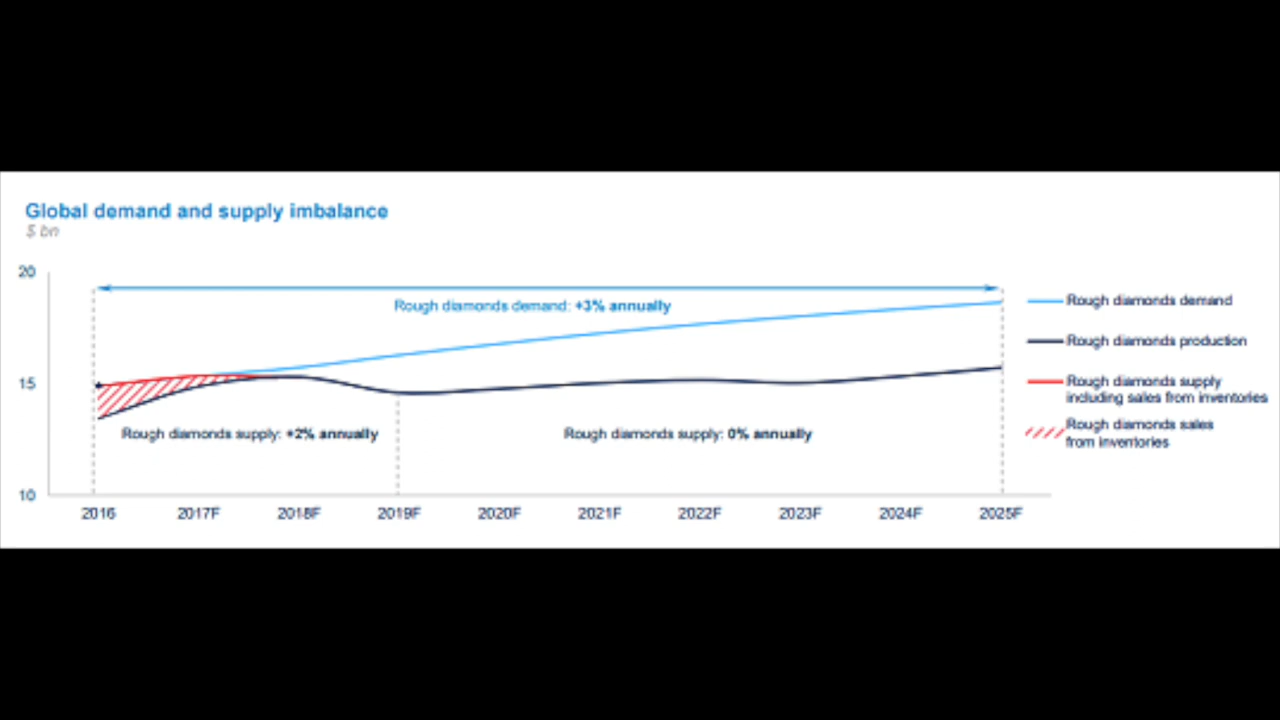 Global demand and supply imbalance
$ bn
20
Rough diamonds demand: +3% annually
Rough diamonds demand
Rough diamonds production
15
Rough diamonds supply
including sales from inventories
Rough diamonds sales
from inventories
Rough diamonds supply: +2% annually
Rough diamonds supply: 0% annually
10
2016 2017F 2018F 2019F 2020F 2021F 2022F 2023F 2024F 2025F